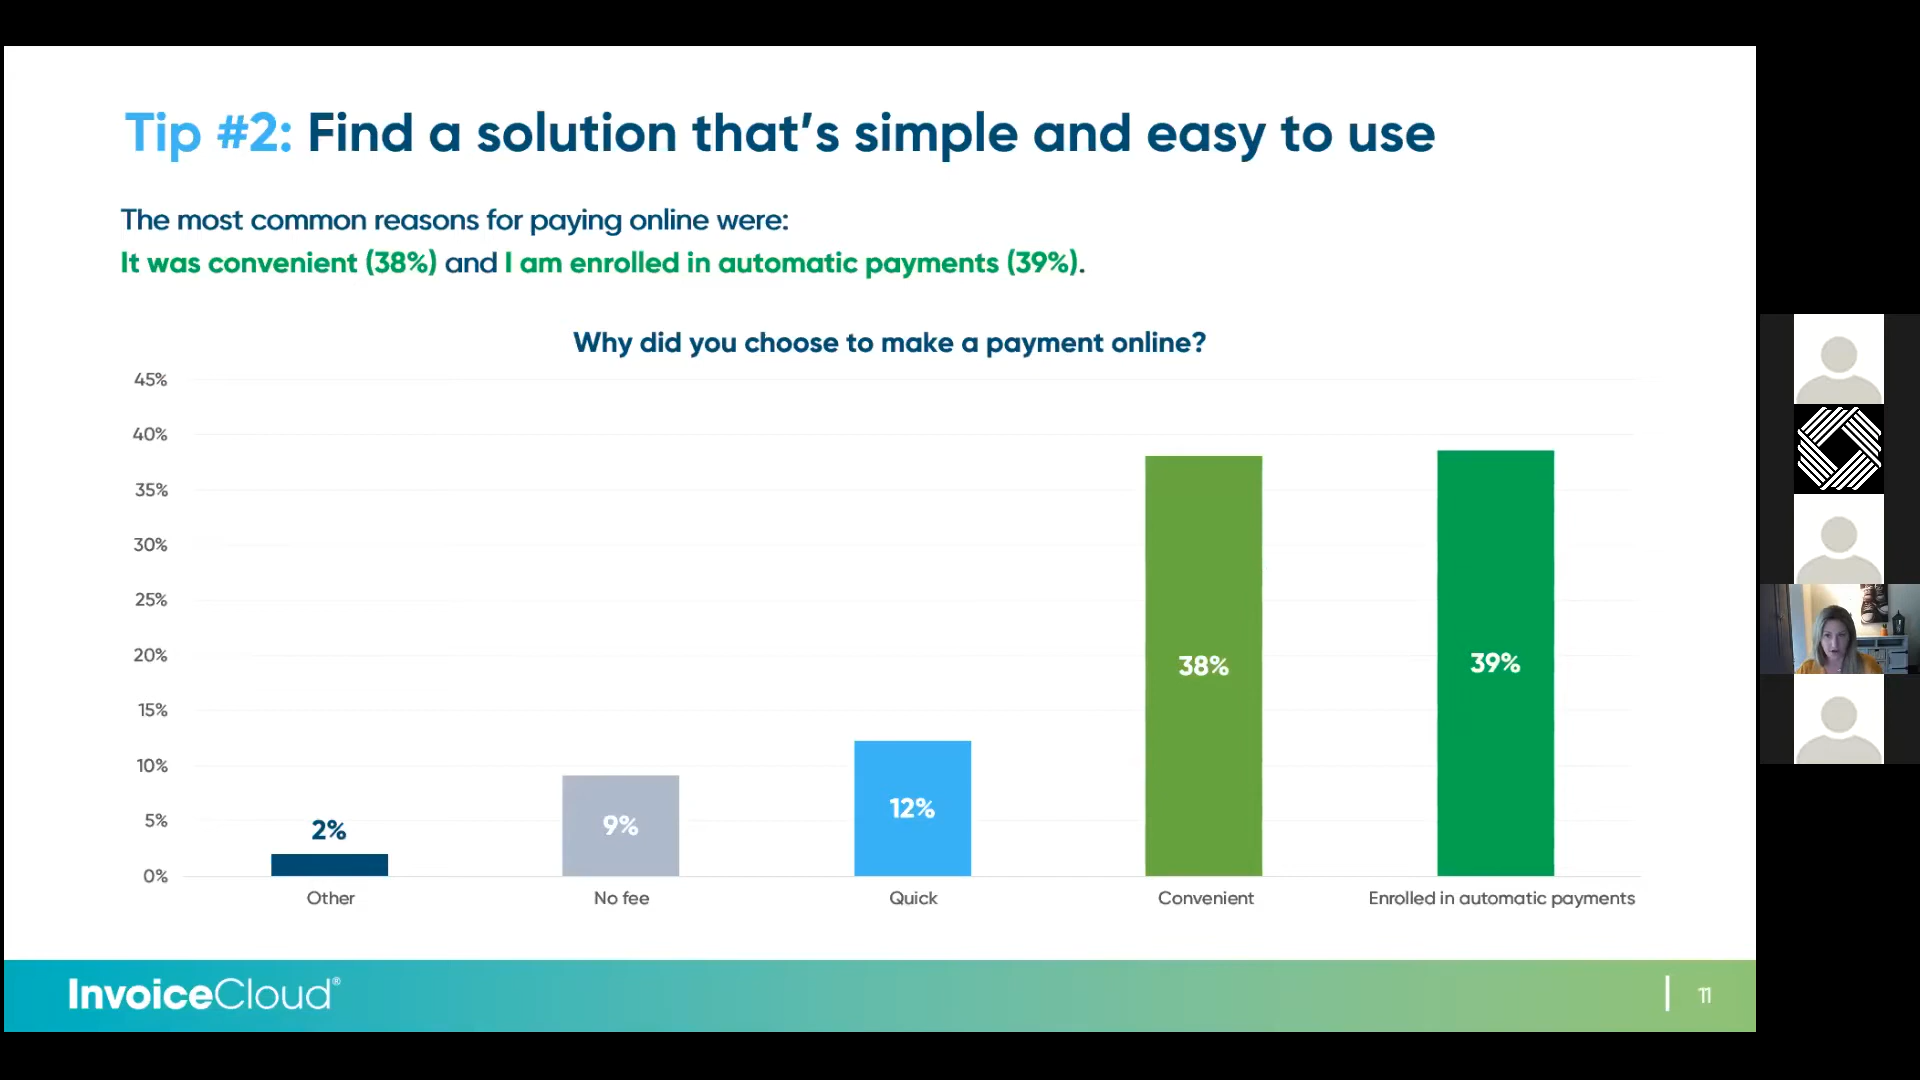 Tip #2: Find a solution that's simple and easy to use
The most common reasons for paying online were:
It was convenient (38%) and I am enrolled in automatic payments (39%).
Why did you choose to make a payment online?
45%
40%
35%
30%
25%
20%
15%
10%
5%
0%
2%
9%
12%
38%
39%
Other
No fee
Quick
Convenient
Enrolled in automatic payments
InvoiceCloud®
11